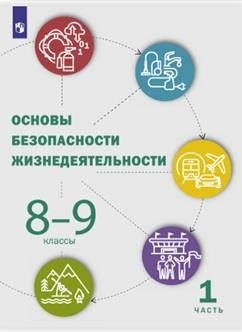 ОСНОВЫ
БЕЗОПАСНОСТИ
ЖИЗНЕДЕЯТЕЛЬНОСТИ
8–9
классы
1
ЧАСТЬ